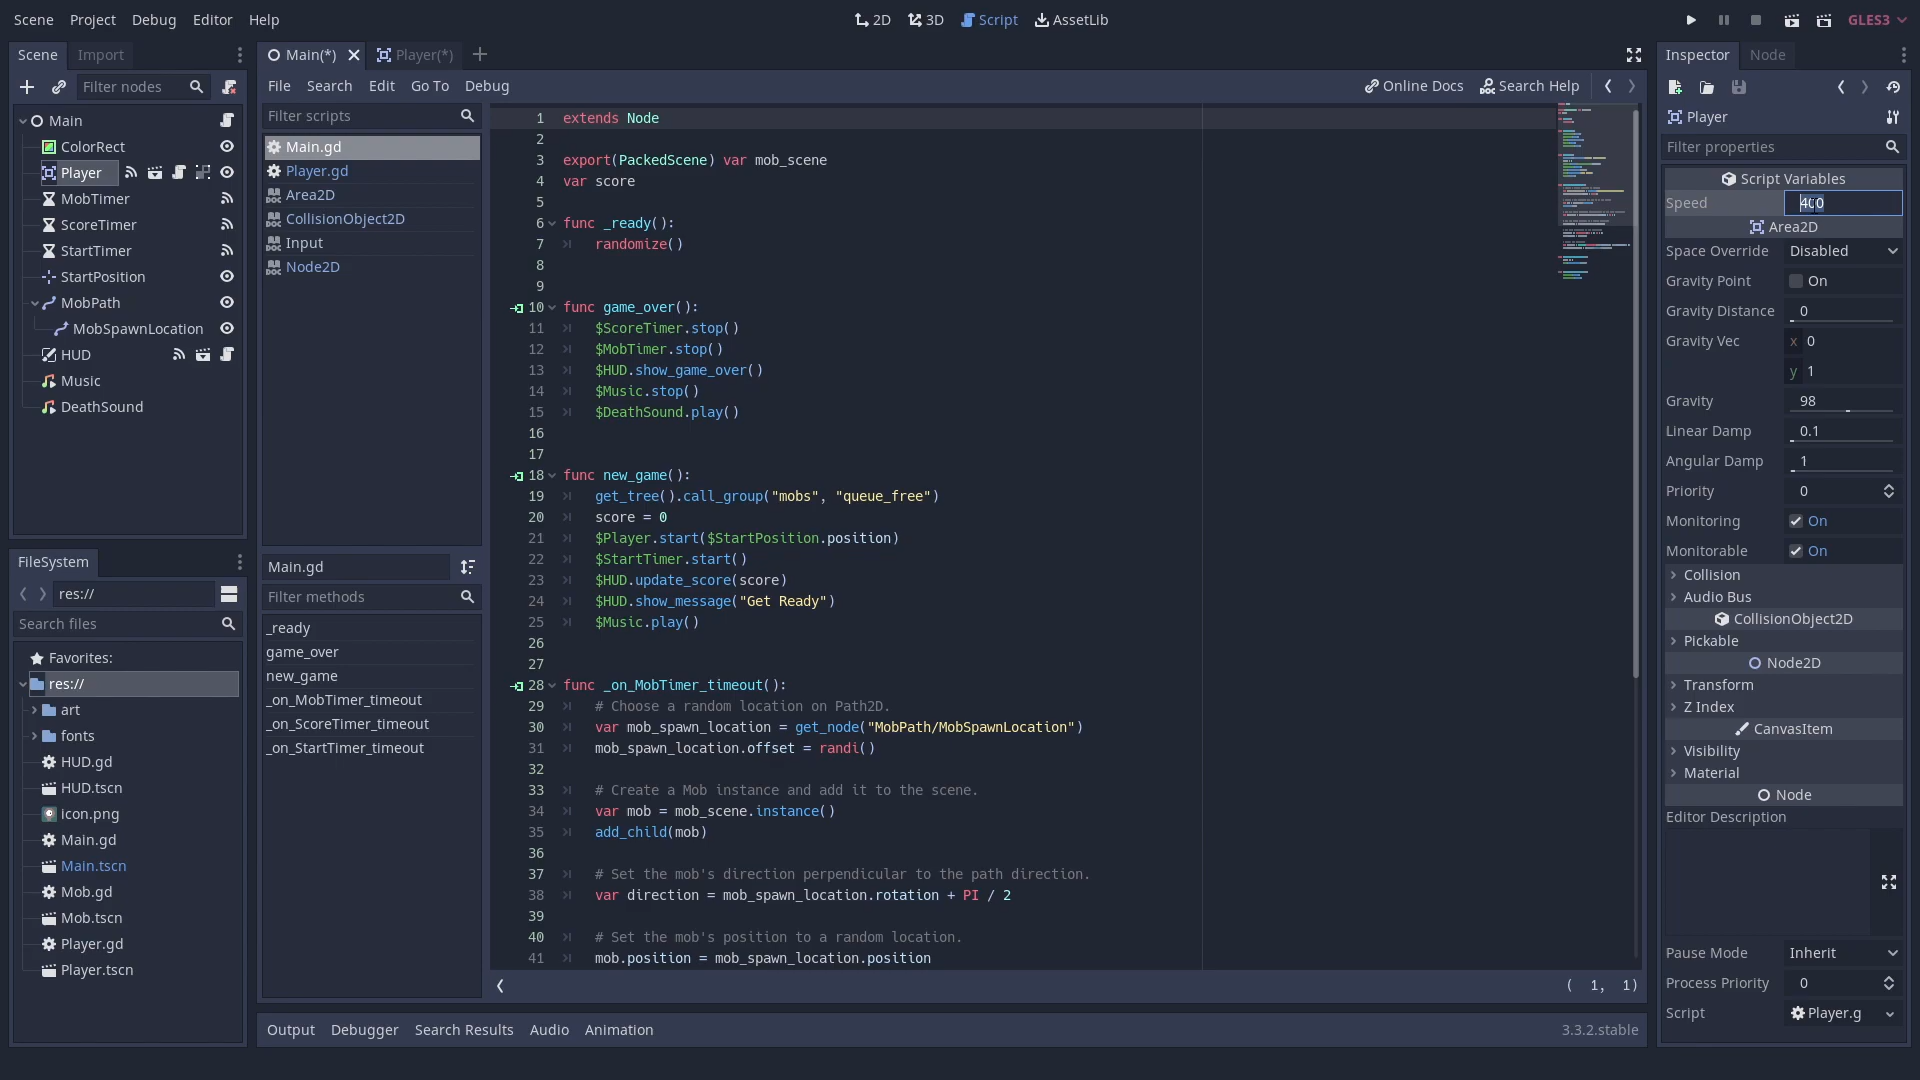 Scene Project Debug Editor Help
2D 3D Script AssetLib
GLES3
Scene Import
Filter nodes
Main
ColorRect
Player
MobTimer
ScoreTimer
StartTimer
StartPosition
MobPath
MobSpawnLocation
HUD
Music
DeathSound
FileSystem
res://
Search files
Favorites:
res://
art
fonts
HUD.gd
HUD.tscn
icon.png
Main.gd
Main.tscn
Mob.gd
Mob.tscn
Player.gd
Player.tscn
Main(*) Player(*)
File Search Edit Go To Debug
Online Docs Search Help
Filter scripts
Main.gd
Player.gd
Area2D
CollisionObject2D
Input
Node2D
Main.gd
Filter methods
_ready
game_over
new_game
_on_MobTimer_timeout
_on_ScoreTimer_timeout
_on_StartTimer_timeout
1 extends Node
2
3 export(PackedScene) var mob_scene
4 var score
5
6 func _ready():
7 randomize()
8
9
10 func game_over():
11 $ScoreTimer.stop()
12 $MobTimer.stop()
13 $HUD.show_game_over()
14 $Music.stop()
15 $DeathSound.play()
16
17
18 func new_game():
19 get_tree().call_group("mobs", "queue_free")
20 score = 0
21 $Player.start($StartPosition.position)
22 $StartTimer.start()
23 $HUD.update_score(score)
24 $HUD.show_message("Get Ready")
25 $Music.play()
26
27
28 func _on_MobTimer_timeout():
29 # Choose a random location on Path2D.
30 var mob_spawn_location = get_node("MobPath/MobSpawnLocation")
31 mob_spawn_location.offset = randi()
32
33 # Create a Mob instance and add it to the scene.
34 var mob = mob_scene.instance()
35 add_child(mob)
36
37 # Set the mob's direction perpendicular to the path direction.
38 var direction = mob_spawn_location.rotation + PI / 2
39
40 # Set the mob's position to a random location.
41 mob.position = mob_spawn_location.position
( 1, 1)
Output Debugger Search Results Audio Animation
3.3.2.stable
Inspector Node
Player
Filter properties
Script Variables
Speed 400
Area2D
Space Override Disabled
Gravity Point On
Gravity Distance 0
Gravity Vec x 0
y 1
Gravity 98
Linear Damp 0.1
Angular Damp 1
Priority 0
Monitoring On
Monitorable On
Collision
Audio Bus
CollisionObject2D
Pickable
Node2D
Transform
Z Index
CanvasItem
Visibility
Material
Node
Editor Description
Pause Mode Inherit
Process Priority 0
Script Player.g